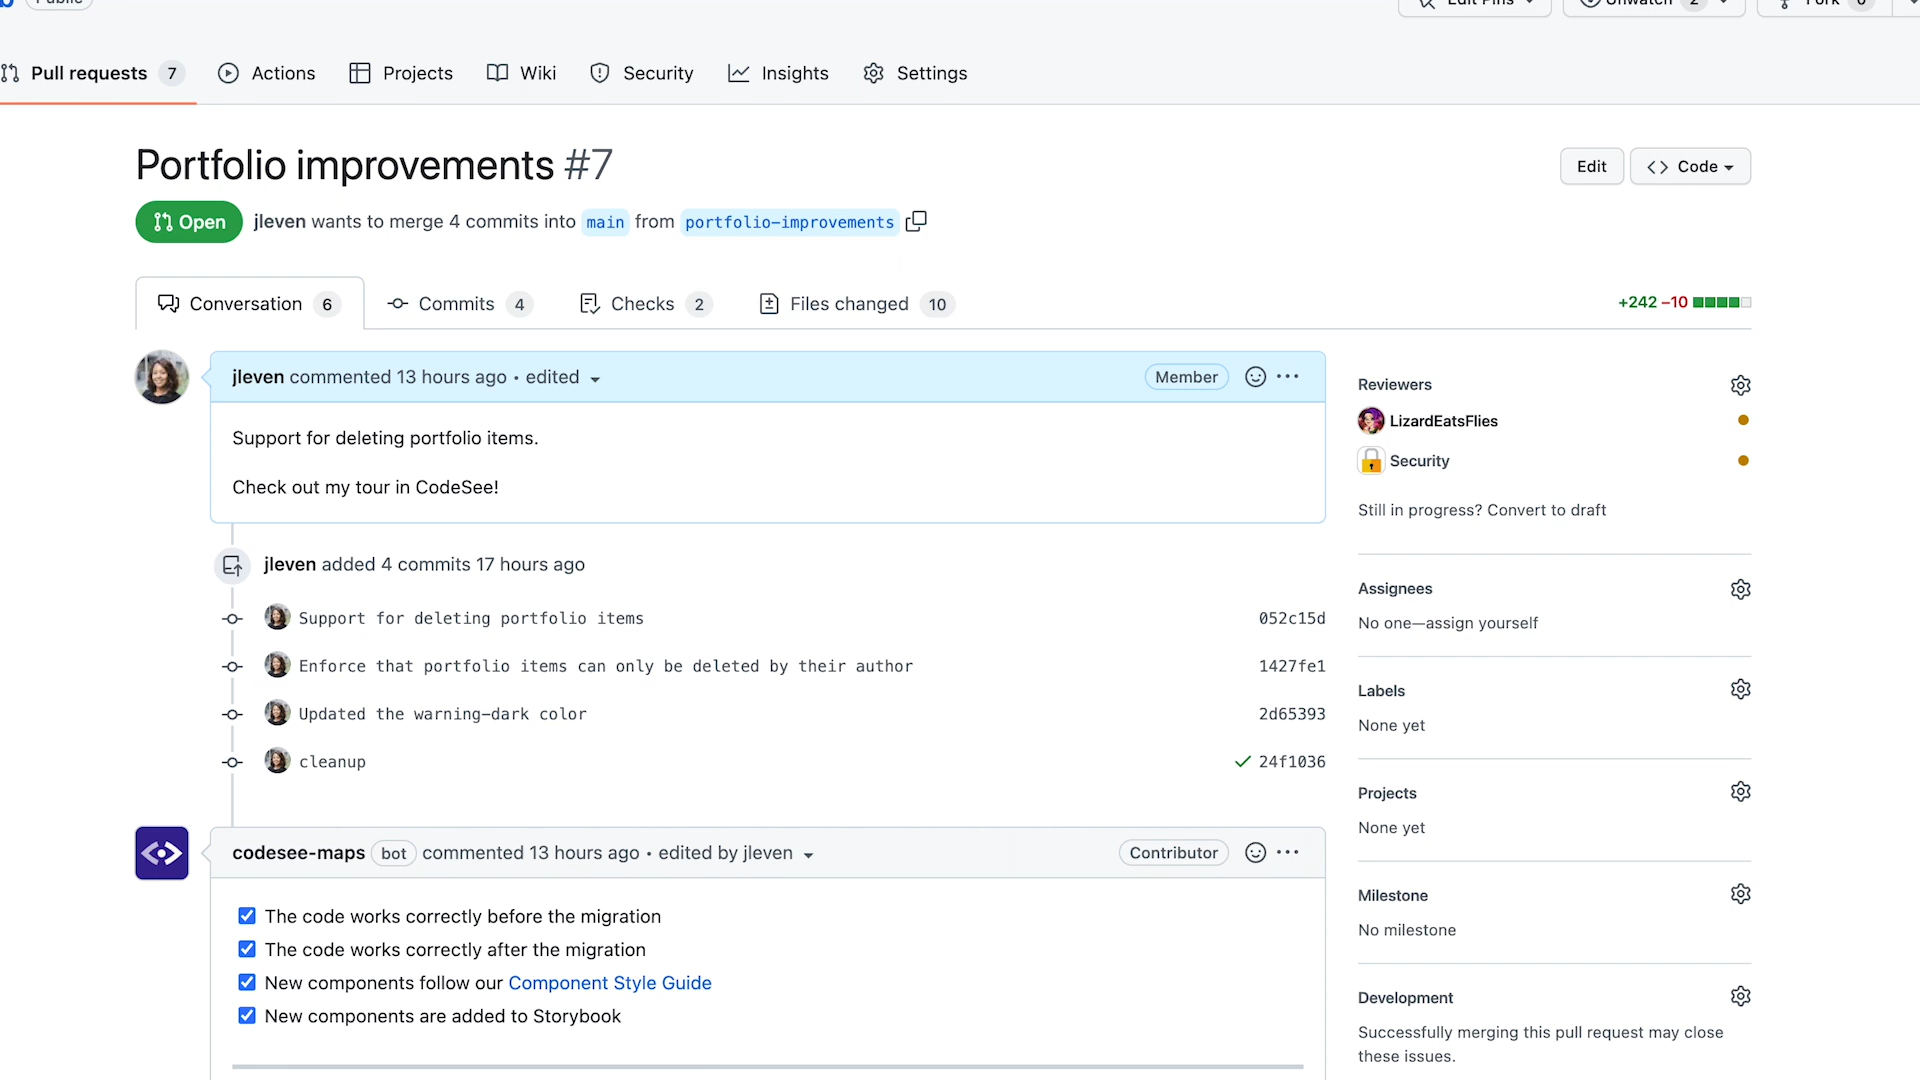 Public
Edit Pins
Unwatch 2
Fork 0
Pull requests 7
Actions
Projects
Wiki
Security
Insights
Settings
Portfolio improvements #7
Edit
Code
Open
jleven wants to merge 4 commits into main from portfolio-improvements
Conversation 6
Commits 4
Checks 2
Files changed 10
+242 −10
jleven commented 13 hours ago • edited
Member
Support for deleting portfolio items.
Check out my tour in CodeSee!
jleven added 4 commits 17 hours ago
Support for deleting portfolio items 052c15d
Enforce that portfolio items can only be deleted by their author 1427fe1
Updated the warning-dark color 2d65393
cleanup 24f1036
codesee-maps bot commented 13 hours ago • edited by jleven
Contributor
The code works correctly before the migration
The code works correctly after the migration
New components follow our Component Style Guide
New components are added to Storybook
Reviewers
LizardEatsFlies
Security
Still in progress? Convert to draft
Assignees
No one—assign yourself
Labels
None yet
Projects
None yet
Milestone
No milestone
Development
Successfully merging this pull request may close
these issues.